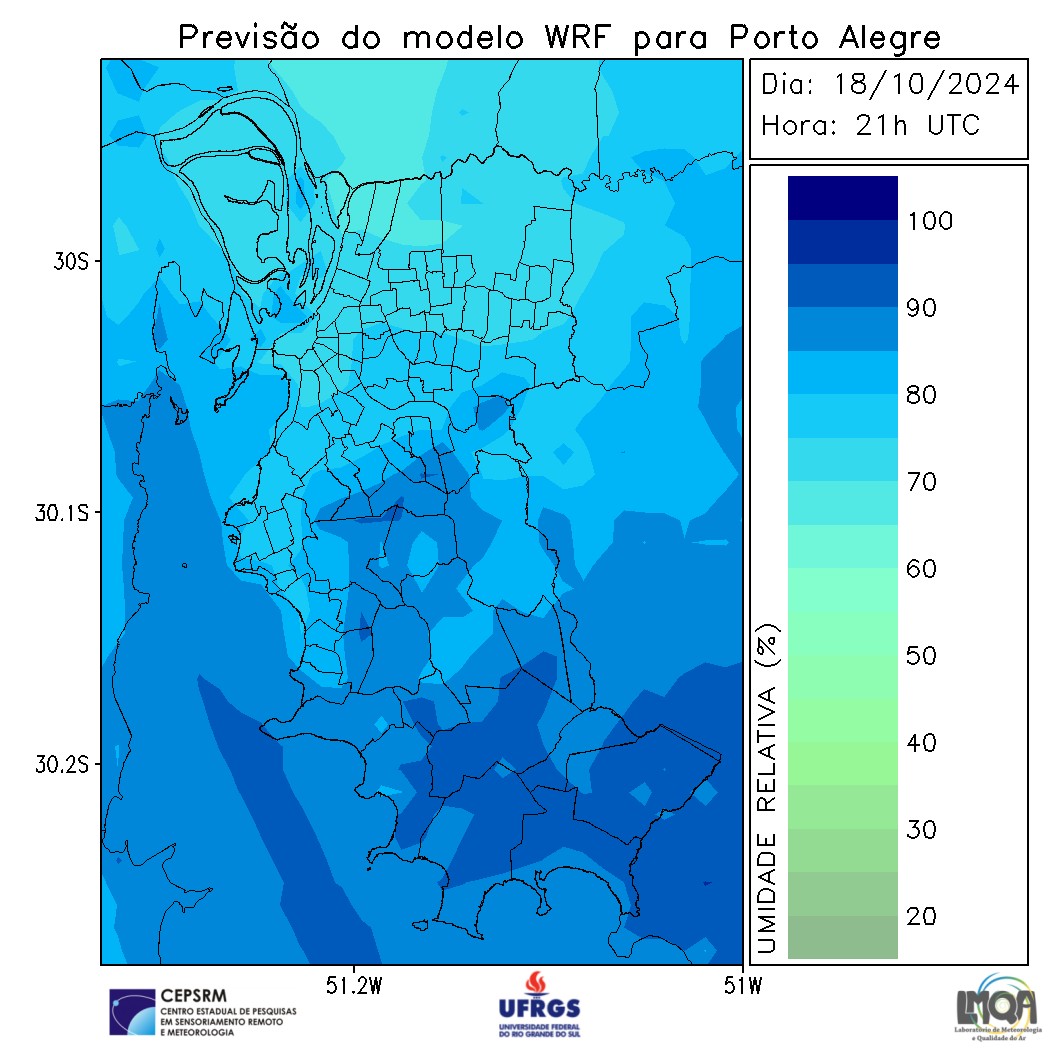 Previsão do modelo WRF para Porto Alegre
Dia: 18/10/2024
Hora: 21h UTC
30S
30.1S
30.2S
51.2W
51W
100
90
80
70
60
50
40
30
20
UMIDADE RELATIVA (%)
CEPSRM
CENTRO ESTADUAL DE PESQUISAS
EM SENSORIAMENTO REMOTO
E METEOROLOGIA
UFRGS
UNIVERSIDADE FEDERAL
DO RIO GRANDE DO SUL
LMQA
Laboratório de Meteorologia
e Qualidade do Ar